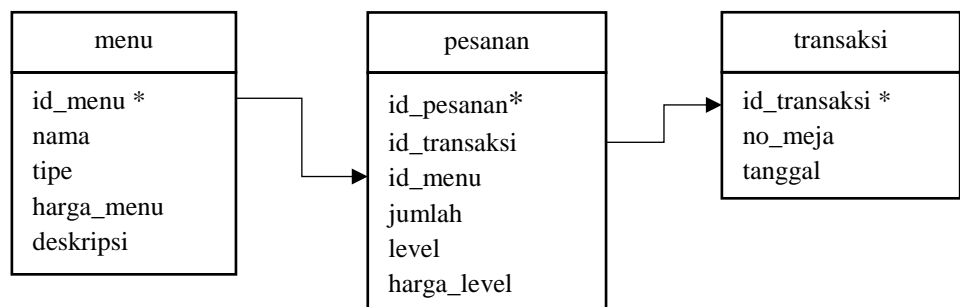 menu
id_menu *
nama
tipe
harga_menu
deskripsi
pesanan
id_pesanan*
id_transaksi
id_menu
jumlah
level
harga_level
transaksi
id_transaksi *
no_meja
tanggal